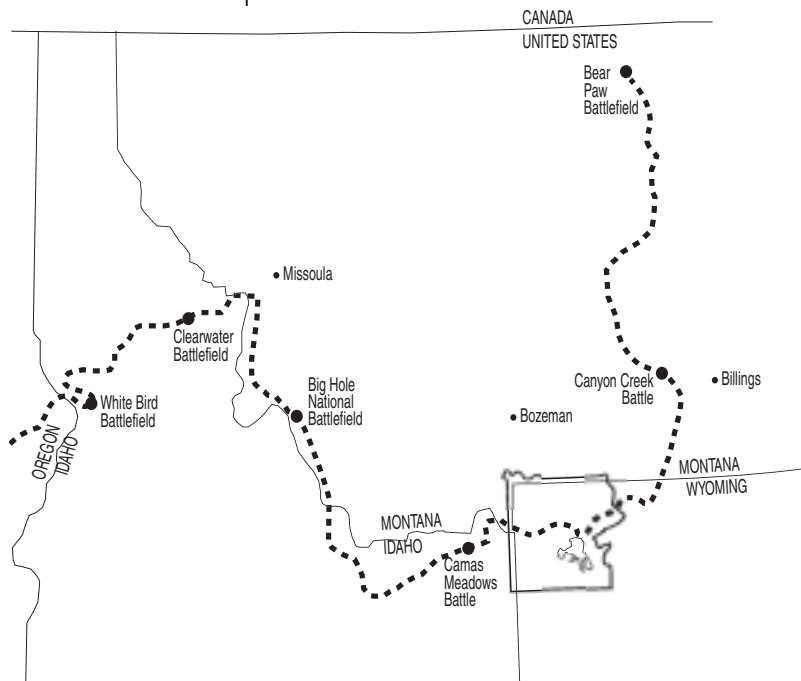 CANADA
UNITED STATES
Bear
Paw
Battlefield
Missoula
Clearwater
Battlefield
Big Hole
National
Battlefield
Canyon Creek
Battle
Billings
White Bird
Battlefield
Bozeman
OREGON
IDAHO
MONTANA
WYOMING
MONTANA
IDAHO
Camas
Meadows
Battle